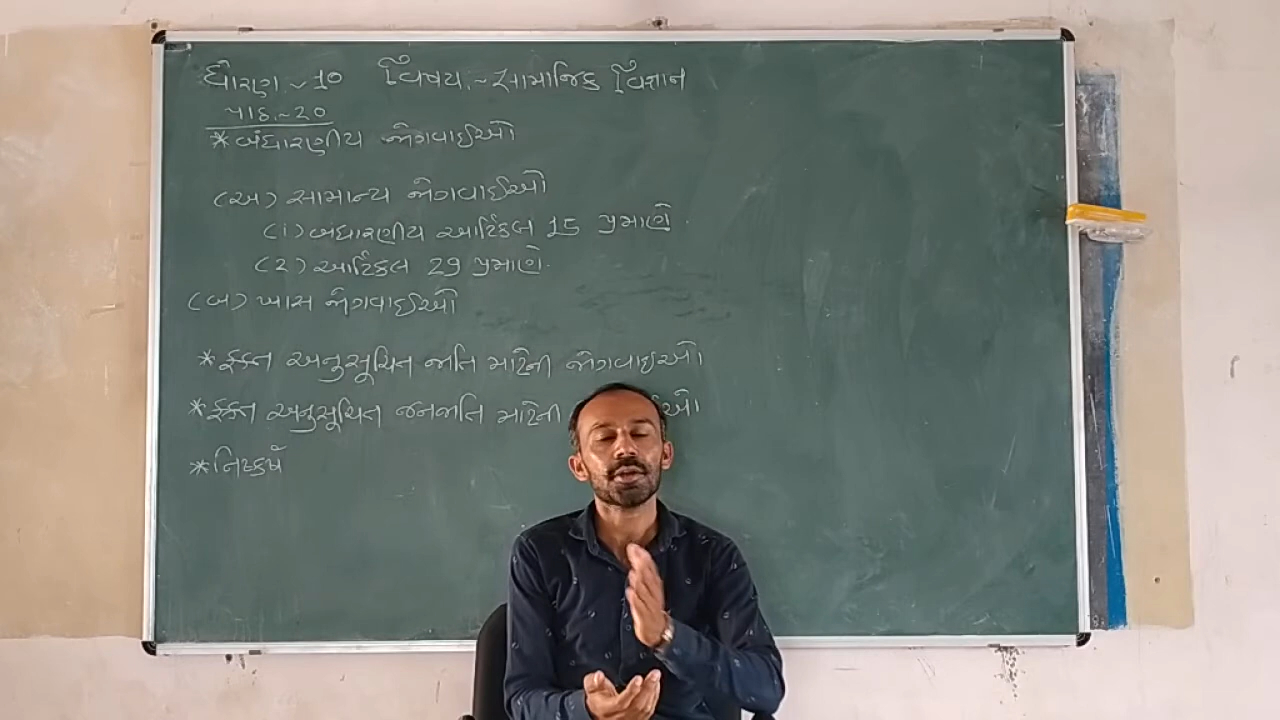 ધોરણ ~ 10 વિષય :~ સામાજિક વિજ્ઞાન
પાઠ :~ 20
* બંધારણીય જોગવાઈઓ
(અ) સામાન્ય જોગવાઈઓ
(1) બંધારણીય આર્ટિકલ 15 પ્રમાણે.
(2) આર્ટિકલ 29 પ્રમાણે.
(બ) ખાસ જોગવાઈઓ
* ફક્ત અનુસૂચિત જાતિ માટેની જોગવાઇઓ
* ફક્ત અનુસૂચિત જનજાતિ માટેની
* નિષ્કર્ષ